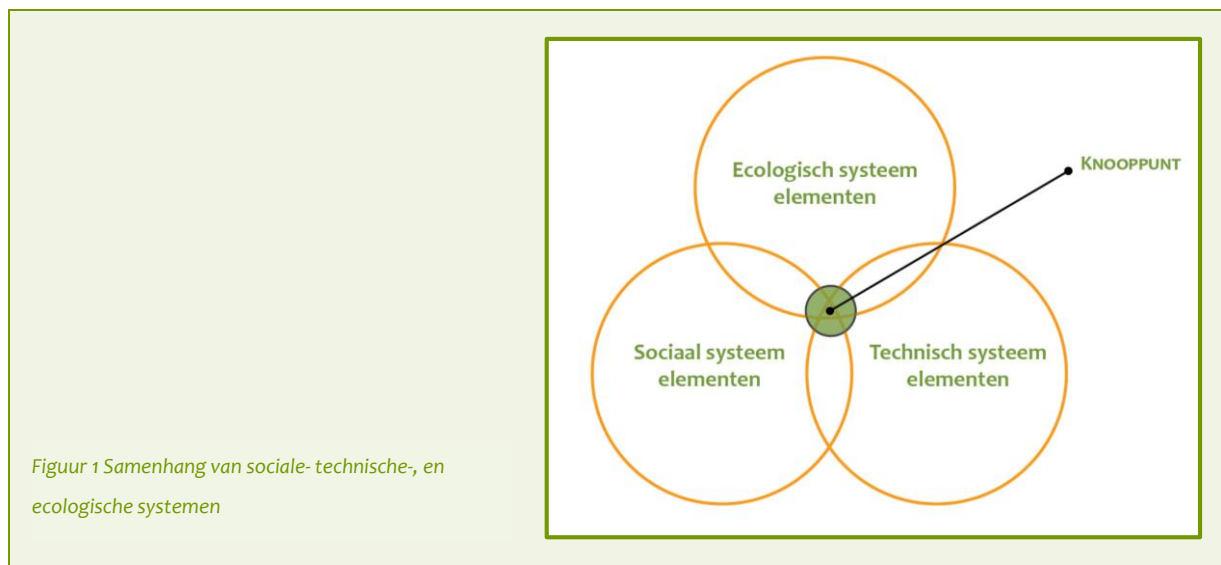 Ecologisch systeem
elementen
KNOOPPUNT
Sociaal systeem
elementen
Technisch systeem
elementen
Figuur 1 Samenhang van sociale- technische-, en
ecologische systemen